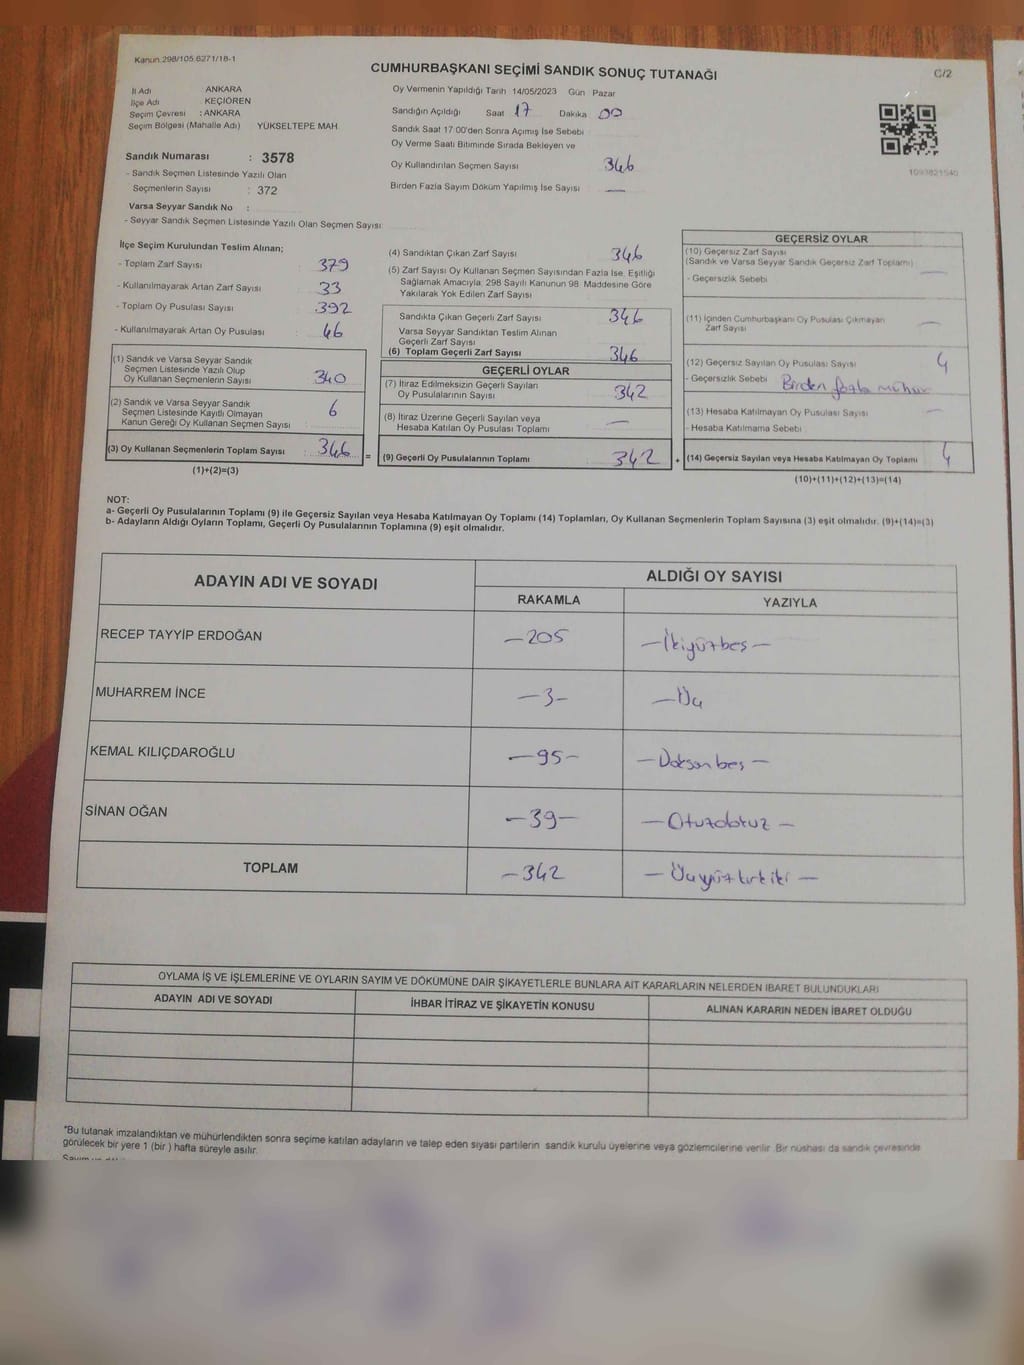 Kanun.298/105.6271/18-1
C/2
CUMHURBAŞKANI SEÇİMİ SANDIK SONUÇ TUTANAĞI
İl Adı : ANKARA
İlçe Adı KEÇİÖREN
Seçim Çevresi : ANKARA
Seçim Bölgesi (Mahalle Adı) YÜKSELTEPE MAH.
Oy Vermenin Yapıldığı Tarih 14/05/2023 Gün Pazar
Sandığın Açıldığı Saat 17 Dakika 00
Sandık Saat 17 00'den Sonra Açımış İse Sebebi
Oy Verme Saati Bitiminde Sırada Bekleyen ve
Oy Kullandırılan Seçmen Sayısı 346
Birden Fazla Sayım Döküm Yapılmış İse Sayısı —
1093821540
Sandık Numarası : 3578
- Sandık Seçmen Listesinde Yazılı Olan
Seçmenlerin Sayısı : 372
Varsa Seyyar Sandık No :
- Seyyar Sandık Seçmen Listesinde Yazılı Olan Seçmen Sayısı
İlçe Seçim Kurulundan Teslim Alınan;
- Toplam Zarf Sayısı : 379
- Kullanılmayarak Artan Zarf Sayısı : 33
- Toplam Oy Pusulası Sayısı : 392
- Kullanılmayarak Artan Oy Pusulası : 46
(1) Sandık ve Varsa Seyyar Sandık
Seçmen Listesinde Yazılı Olup
Oy Kullanan Seçmenlerin Sayısı : 340
(2) Sandık ve Varsa Seyyar Sandık
Seçmen Listesinde Kayıtlı Olmayan
Kanun Gereği Oy Kullanan Seçmen Sayısı : 6
(3) Oy Kullanan Seçmenlerin Toplam Sayısı : 346 =
(1)+(2)=(3)
(4) Sandıktan Çıkan Zarf Sayısı 346
(5) Zarf Sayısı Oy Kullanan Seçmen Sayısından Fazla İse, Eşitliği
Sağlamak Amacıyla, 298 Sayılı Kanunun 98. Maddesine Göre
Yakılarak Yok Edilen Zarf Sayısı
Sandıkta Çıkan Geçerli Zarf Sayısı 346
Varsa Seyyar Sandıktan Teslim Alınan
Geçerli Zarf Sayısı
(6) Toplam Geçerli Zarf Sayısı 346
GEÇERLİ OYLAR
(7) İtiraz Edilmeksizin Geçerli Sayılan
Oy Pusulalarının Sayısı 342
(8) İtiraz Üzerine Geçerli Sayılan veya
Hesaba Katılan Oy Pusulası Toplamı —
(9) Geçerli Oy Pusulalarının Toplamı 342 +
GEÇERSİZ OYLAR
(10) Geçersiz Zarf Sayısı
(Sandık ve Varsa Seyyar Sandık Geçersiz Zarf Toplamı) —
- Geçersizlik Sebebi
(11) İçinden Cumhurbaşkanı Oy Pusulası Çıkmayan
Zarf Sayısı —
(12) Geçersiz Sayılan Oy Pusulası Sayısı 4
- Geçersizlik Sebebi Birden fazla mühür
(13) Hesaba Katılmayan Oy Pusulası Sayısı —
- Hesaba Katılmama Sebebi
(14) Geçersiz Sayılan veya Hesaba Katılmayan Oy Toplamı 4
(10)+(11)+(12)+(13)=(14)
NOT:
a- Geçerli Oy Pusulalarının Toplamı (9) ile Geçersiz Sayılan veya Hesaba Katılmayan Oy Toplamı (14) Toplamları, Oy Kullanan Seçmenlerin Toplam Sayısına (3) eşit olmalıdır. (9)+(14)=(3)
b- Adayların Aldığı Oyların Toplamı, Geçerli Oy Pusulalarının Toplamına (9) eşit olmalıdır.
ADAYIN ADI VE SOYADI ALDIĞI OY SAYISI
RAKAMLA YAZIYLA
RECEP TAYYİP ERDOĞAN —205 —İkiyüzbeş—
MUHARREM İNCE —3— —Üç
KEMAL KILIÇDAROĞLU —95— —Doksanbeş—
SİNAN OĞAN —39— —Otuzdokuz—
TOPLAM —342 —Üçyüzkırkiki—
OYLAMA İŞ VE İŞLEMLERİNE VE OYLARIN SAYIM VE DÖKÜMÜNE DAİR ŞİKAYETLERLE BUNLARA AİT KARARLARIN NELERDEN İBARET BULUNDUKLARI
ADAYIN ADI VE SOYADI İHBAR İTİRAZ VE ŞİKAYETİN KONUSU ALINAN KARARIN NEDEN İBARET OLDUĞU
*Bu tutanak imzalandıktan ve mühürlendikten sonra seçime katılan adayların ve talep eden siyasi partilerin sandık kurulu üyelerine veya gözlemcilerine verilir. Bir nüshası da sandık çevresinde
görülecek bir yere 1 (bir ) hafta süreyle asılır.